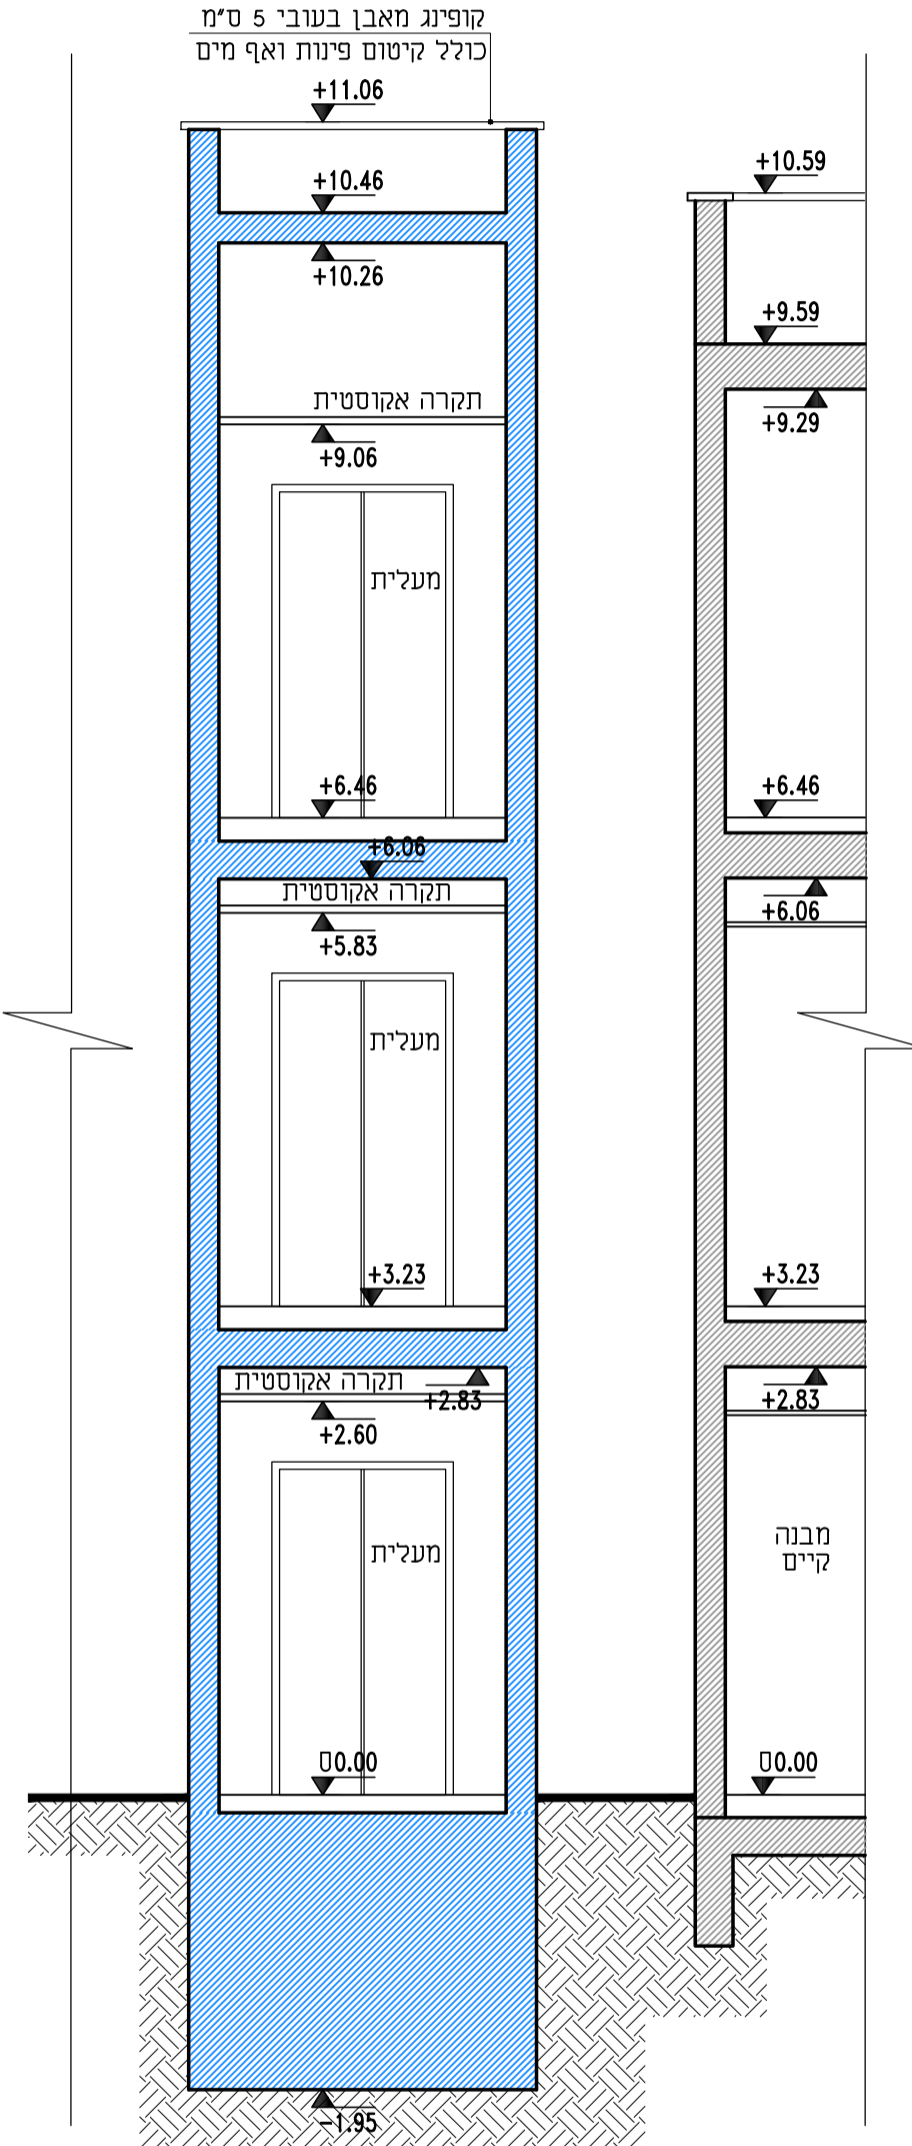 קופינג מאבן בעובי 5 ס"מ
כולל קיטום פינות ואף מים
+11.06
+10.59
+10.46
+10.26
+9.59
+9.29
תקרה אקוסטית
+9.06
מעלית
+6.46
+6.46
+6.06
תקרה אקוסטית
+6.06
+5.83
מעלית
+3.23
+3.23
תקרה אקוסטית
+2.83
+2.83
+2.60
מבנה
קיים
מעלית
▯0.00
▯0.00
-1.95